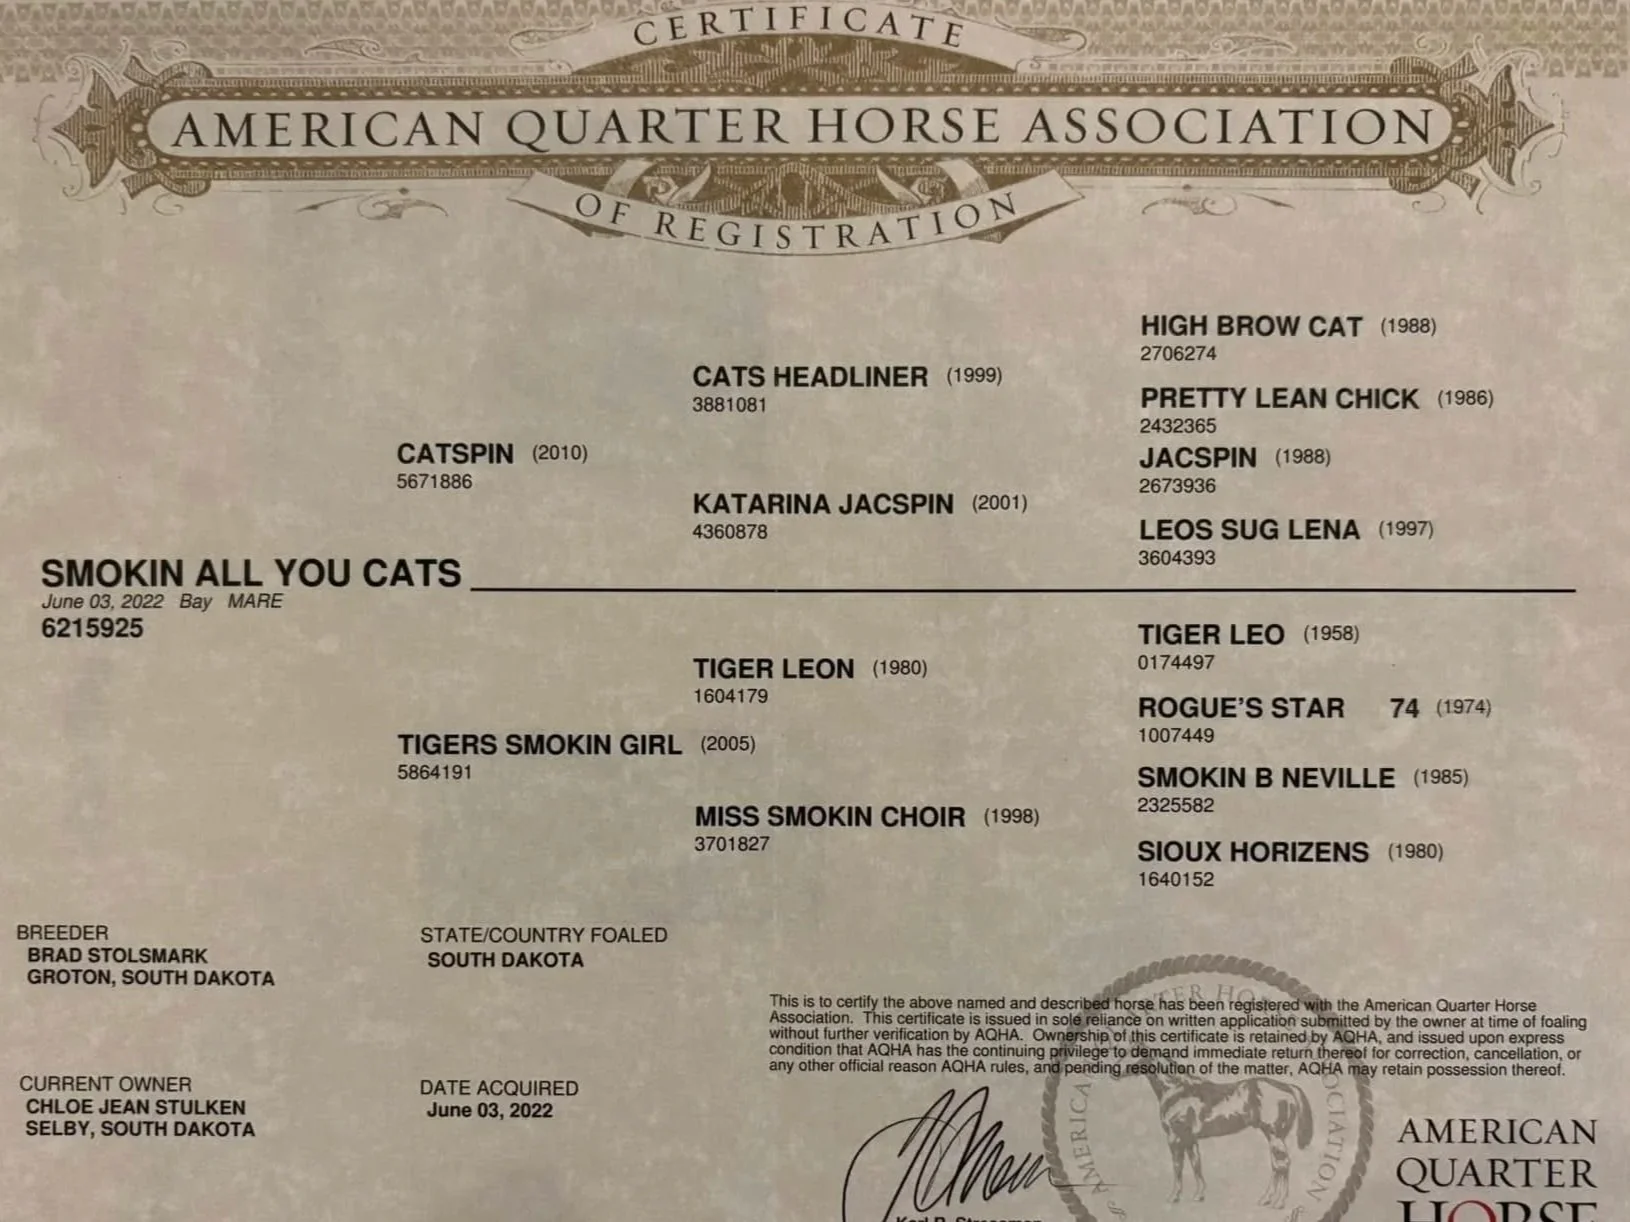 CERTIFICATE
AMERICAN QUARTER HORSE ASSOCIATION
OF REGISTRATION
HIGH BROW CAT (1988)
2706274
CATS HEADLINER (1999)
3881081
PRETTY LEAN CHICK (1986)
2432365
CATSPIN (2010)
5671886
JACSPIN (1988)
2673936
KATARINA JACSPIN (2001)
4360878
LEOS SUG LENA (1997)
3604393
SMOKIN ALL YOU CATS
June 03, 2022 Bay MARE
6215925
TIGER LEO (1958)
0174497
TIGER LEON (1980)
1604179
ROGUE'S STAR 74 (1974)
1007449
TIGERS SMOKIN GIRL (2005)
5864191
SMOKIN B NEVILLE (1985)
2325582
MISS SMOKIN CHOIR (1998)
3701827
SIOUX HORIZENS (1980)
1640152
BREEDER
BRAD STOLSMARK
GROTON, SOUTH DAKOTA
STATE/COUNTRY FOALED
SOUTH DAKOTA
This is to certify the above named and described horse has been registered with the American Quarter Horse
Association. This certificate is issued in sole reliance on written application submitted by the owner at time of foaling
without further verification by AQHA. Ownership of this certificate is retained by AQHA, and issued upon express
condition that AQHA has the continuing privilege to demand immediate return thereof for correction, cancellation, or
any other official reason AQHA rules, and pending resolution of the matter, AQHA may retain possession thereof.
CURRENT OWNER
CHLOE JEAN STULKEN
SELBY, SOUTH DAKOTA
DATE ACQUIRED
June 03, 2022
AMERICAN
QUARTER
HORSE